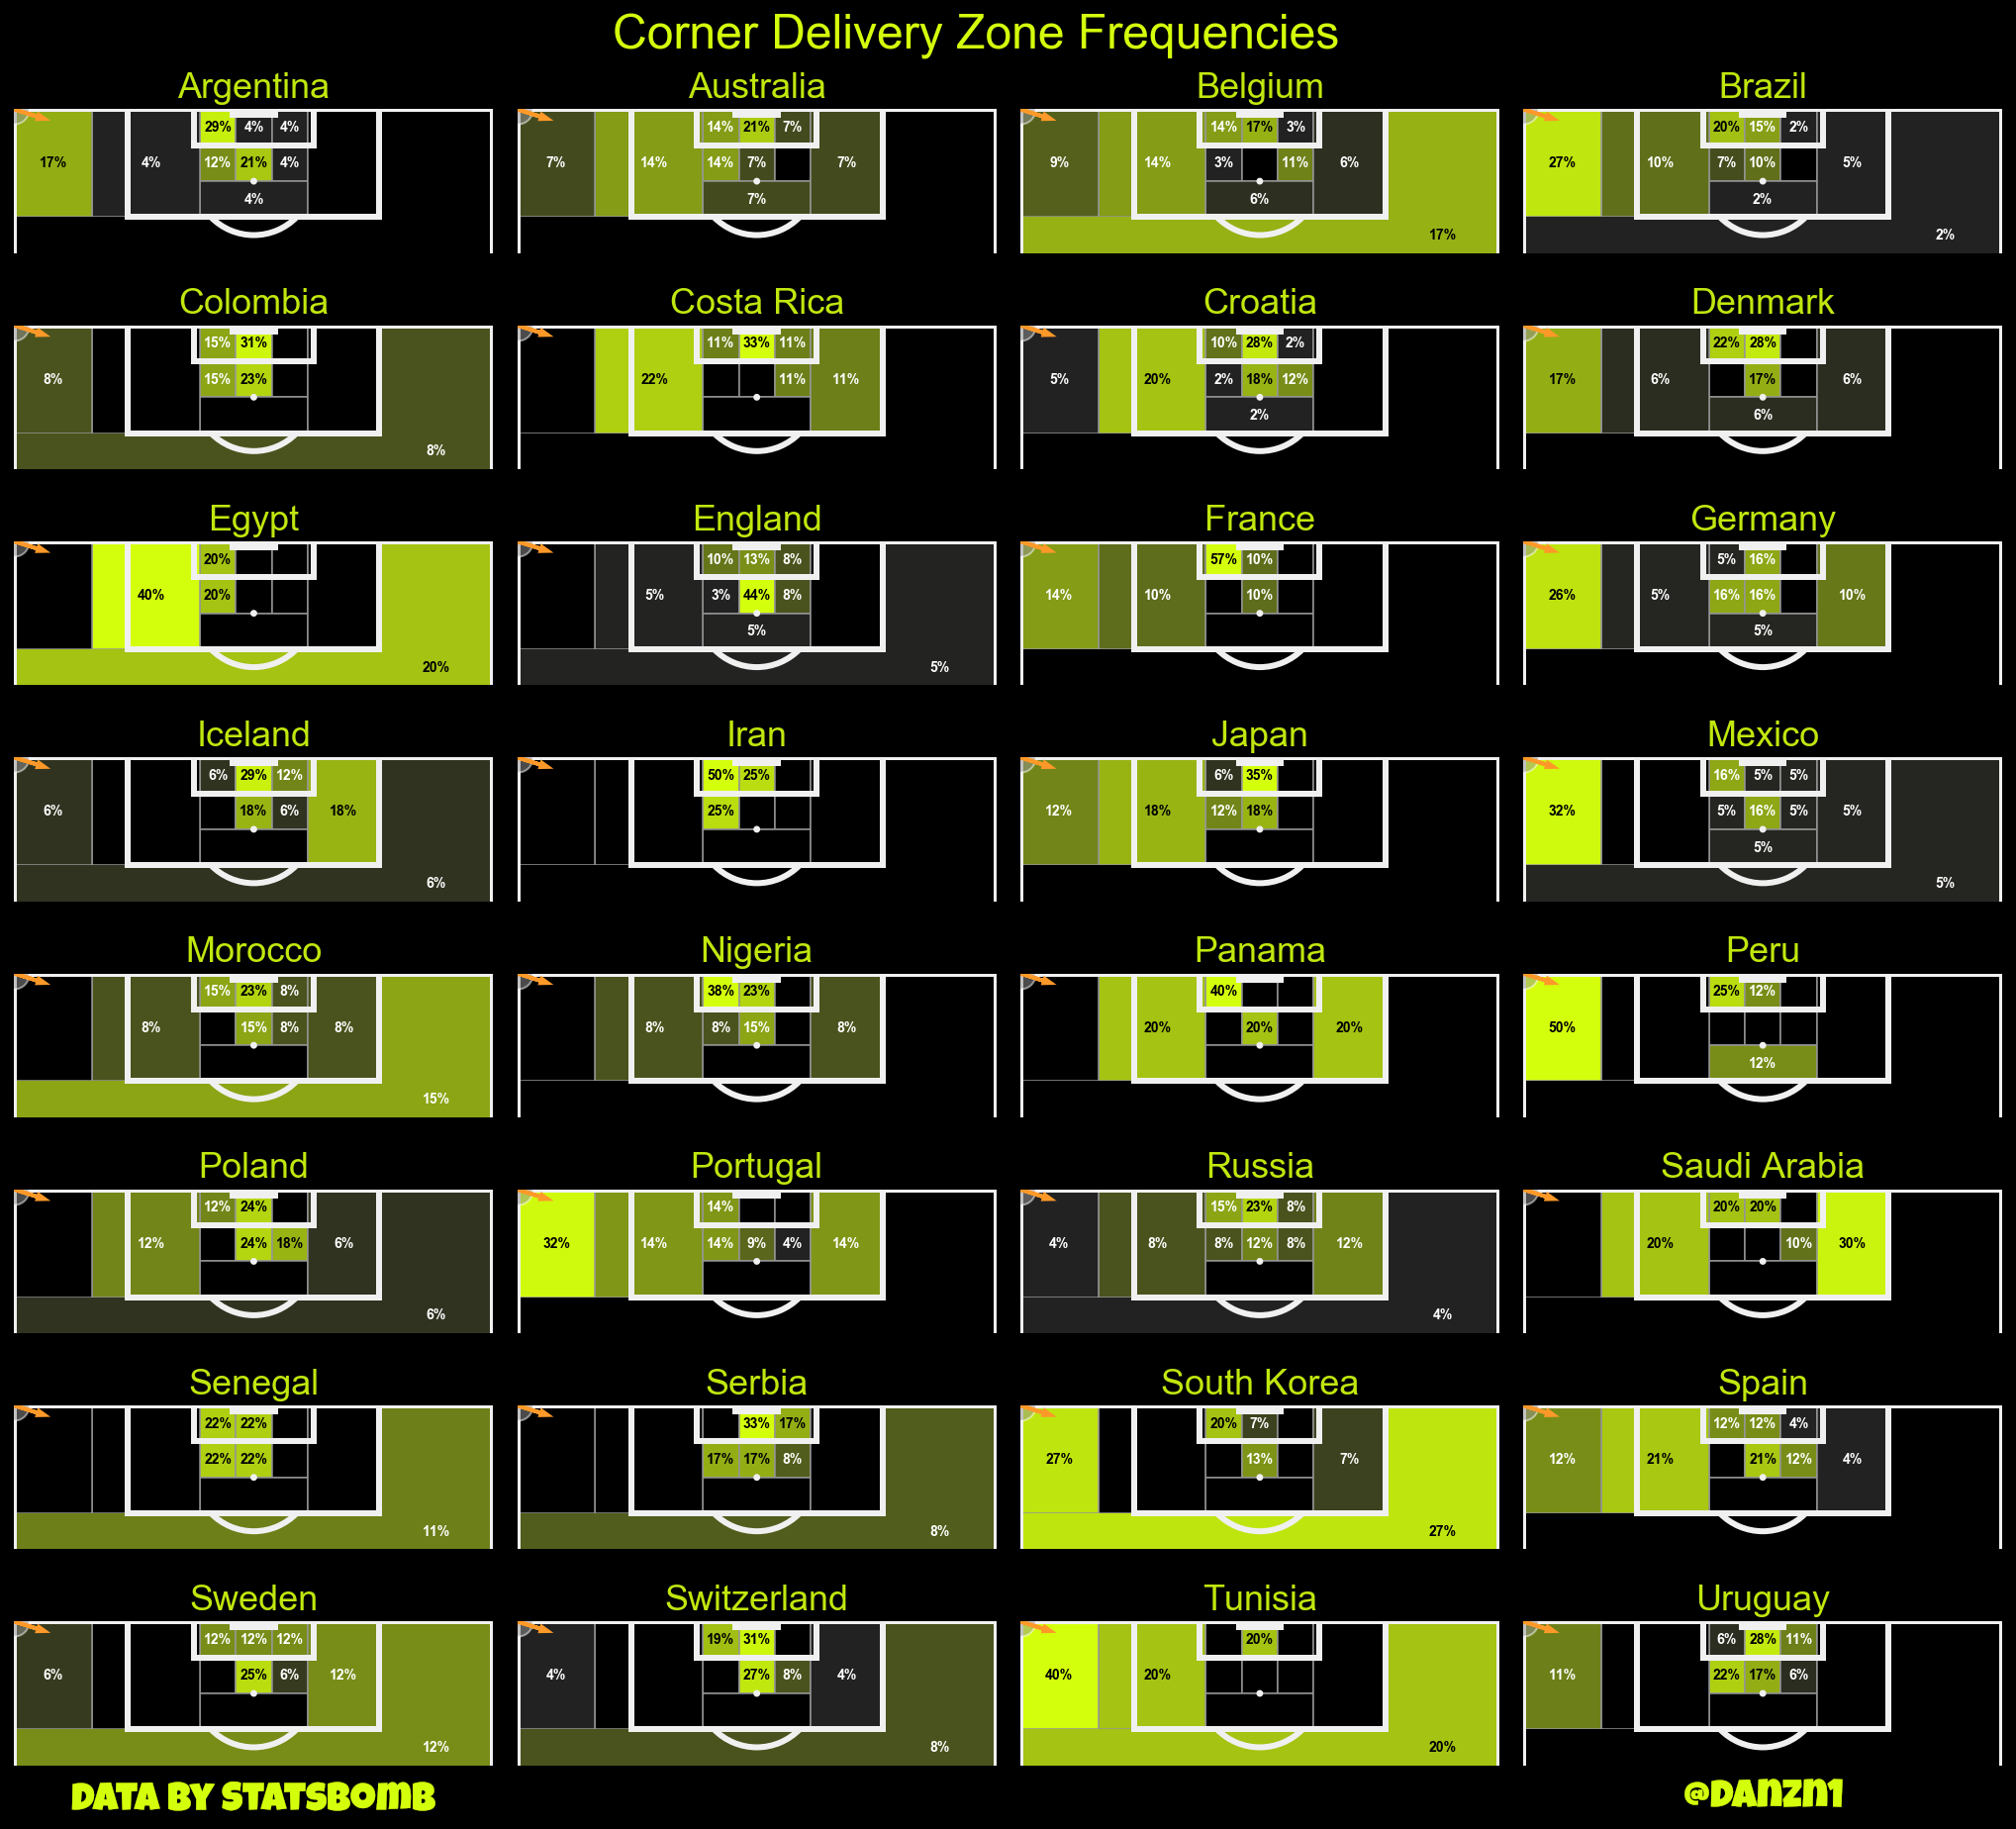 Corner Delivery Zone Frequencies
Argentina
29% 4% 4%
17% 4% 12% 21% 4%
4%
Australia
14% 21% 7%
7% 14% 14% 7% 7%
7%
Belgium
14% 17% 3%
9% 14% 3% 11% 6%
6%
17%
Brazil
20% 15% 2%
27% 10% 7% 10% 5%
2%
2%
Colombia
15% 31%
8% 15% 23%
8%
Costa Rica
11% 33% 11%
22% 11% 11%
Croatia
10% 28% 2%
5% 20% 2% 18% 12%
2%
Denmark
22% 28%
17% 6% 17% 6%
6%
Egypt
20%
40% 20%
20%
England
10% 13% 8%
5% 3% 44% 8%
5%
5%
France
57% 10%
14% 10% 10%
Germany
5% 16%
26% 5% 16% 16% 10%
5%
Iceland
6% 29% 12%
6% 18% 6% 18%
6%
Iran
50% 25%
25%
Japan
6% 35%
12% 18% 12% 18%
Mexico
16% 5% 5%
32% 5% 16% 5% 5%
5%
5%
Morocco
15% 23% 8%
8% 15% 8% 8%
15%
Nigeria
38% 23%
8% 8% 15% 8%
Panama
40%
20% 20% 20%
Peru
25% 12%
50%
12%
Poland
12% 24%
12% 24% 18% 6%
6%
Portugal
14%
32% 14% 14% 9% 4% 14%
Russia
15% 23% 8%
4% 8% 8% 12% 8% 12%
4%
Saudi Arabia
20% 20%
20% 10% 30%
Senegal
22% 22%
22% 22%
11%
Serbia
33% 17%
17% 17% 8%
8%
South Korea
20% 7%
27% 13% 7%
27%
Spain
12% 12% 4%
12% 21% 21% 12% 4%
Sweden
12% 12% 12%
6% 25% 6% 12%
12%
Switzerland
19% 31%
4% 27% 8% 4%
8%
Tunisia
20%
40% 20%
20%
Uruguay
6% 28% 11%
11% 22% 17% 6%
DATA BY STATSBOMB
@DANZN1